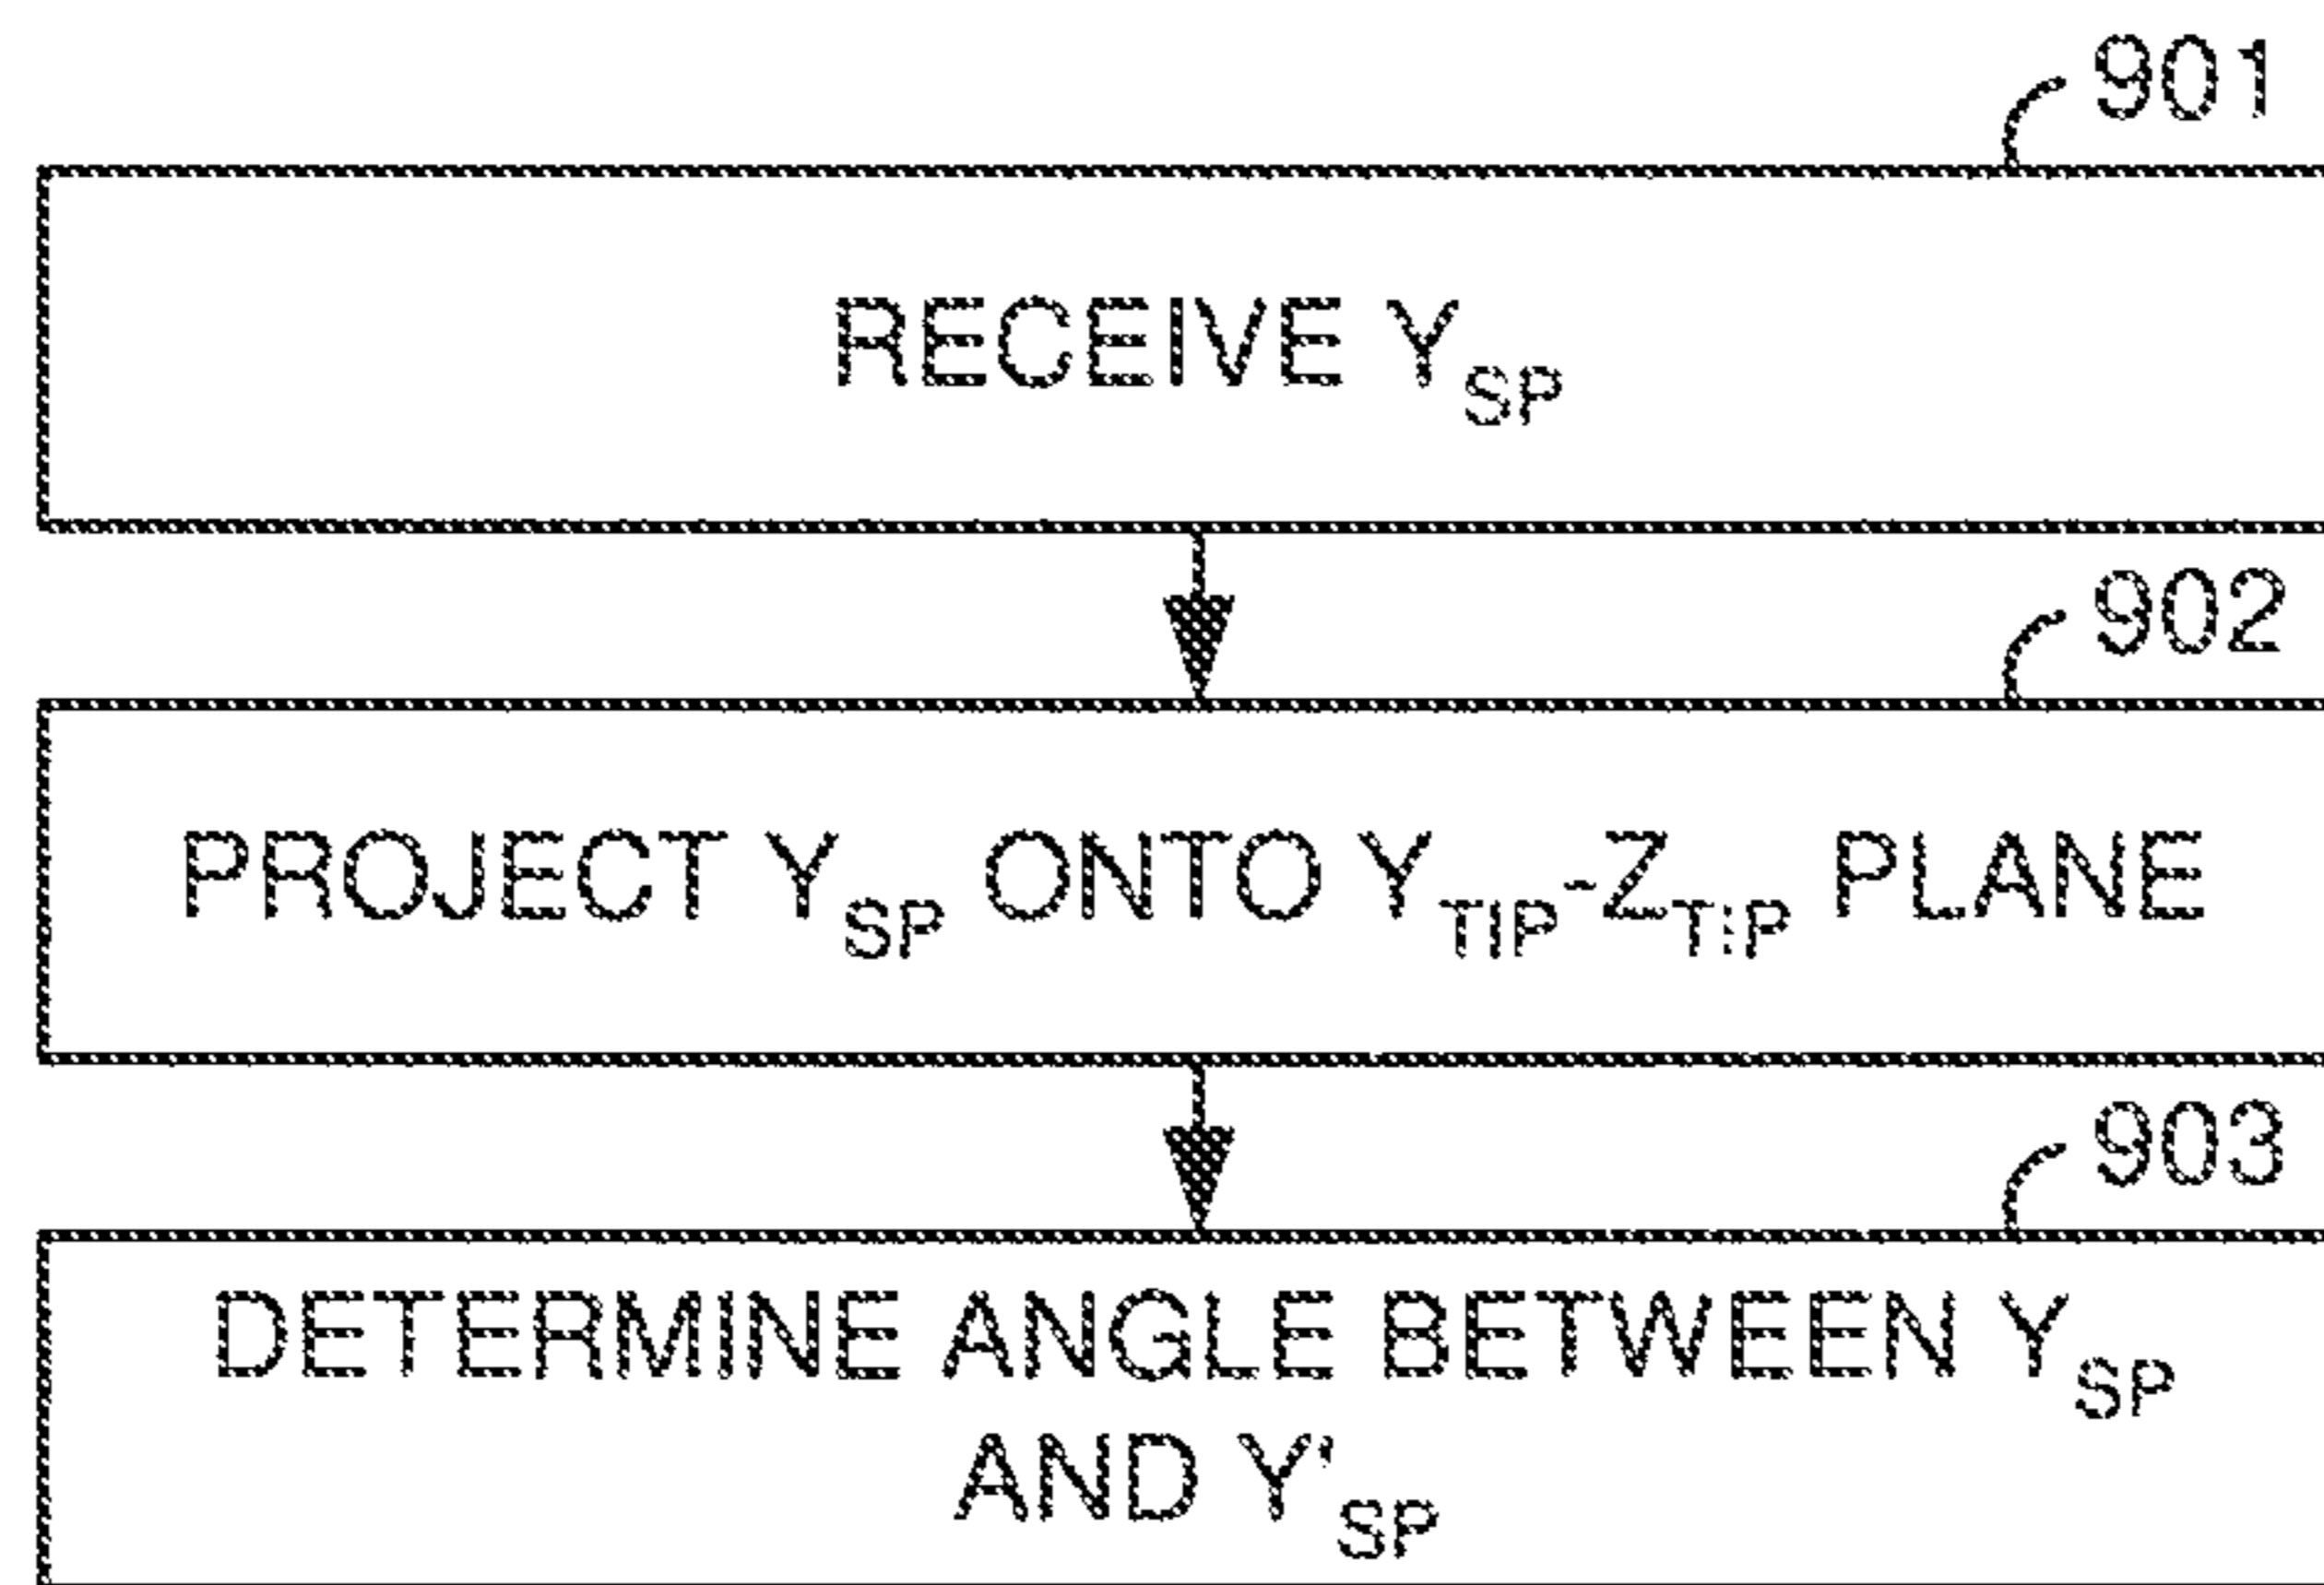 901
RECEIVE Y_SP
902
PROJECT Y_SP ONTO Y_TIP-Z_TIP PLANE
903
DETERMINE ANGLE BETWEEN Y_SP
AND Y'_SP